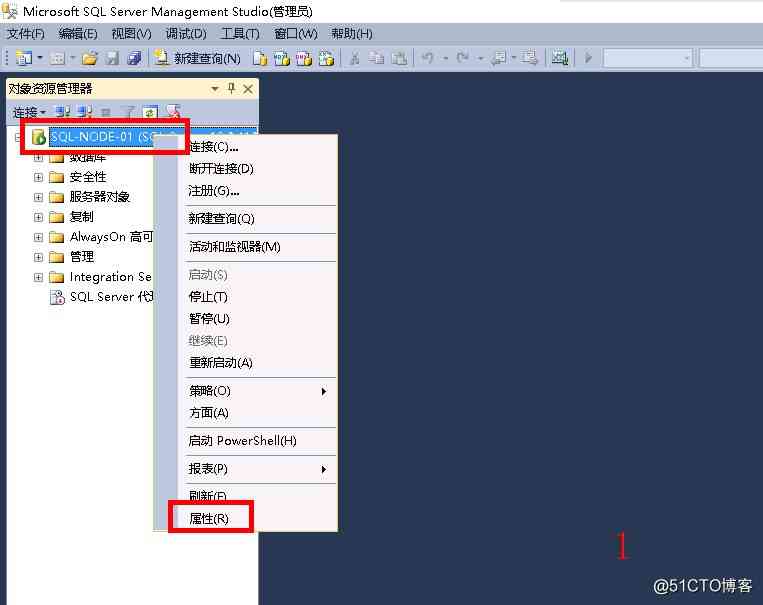 Microsoft SQL Server Management Studio(管理员)
文件(F) 编辑(E) 视图(V) 调试(D) 工具(T) 窗口(W) 帮助(H)
新建查询(N)
对象资源管理器
连接
SQL-NODE-01 (SQL
数据库
安全性
服务器对象
复制
AlwaysOn 高可
管理
Integration Se
SQL Server 代
连接(C)...
断开连接(D)
注册(G)...
新建查询(Q)
活动和监视器(M)
启动(S)
停止(T)
暂停(U)
继续(E)
重新启动(A)
策略(O)
方面(A)
启动 PowerShell(H)
报表(P)
刷新(F)
属性(R)
1
@51CTO博客